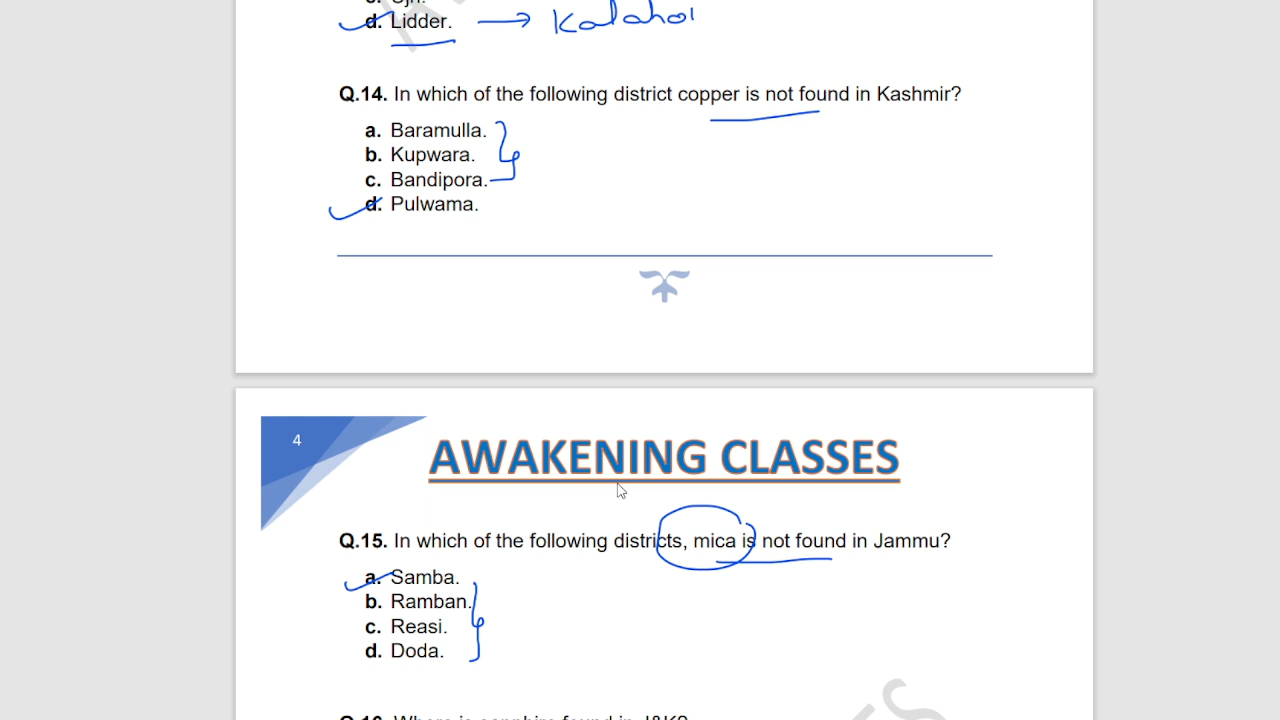 d. Lidder. → Kolahoi
Q.14. In which of the following district copper is not found in Kashmir?
a. Baramulla.
b. Kupwara.
c. Bandipora.
d. Pulwama.
4
AWAKENING CLASSES
Q.15. In which of the following districts, mica is not found in Jammu?
a. Samba.
b. Ramban.
c. Reasi.
d. Doda.